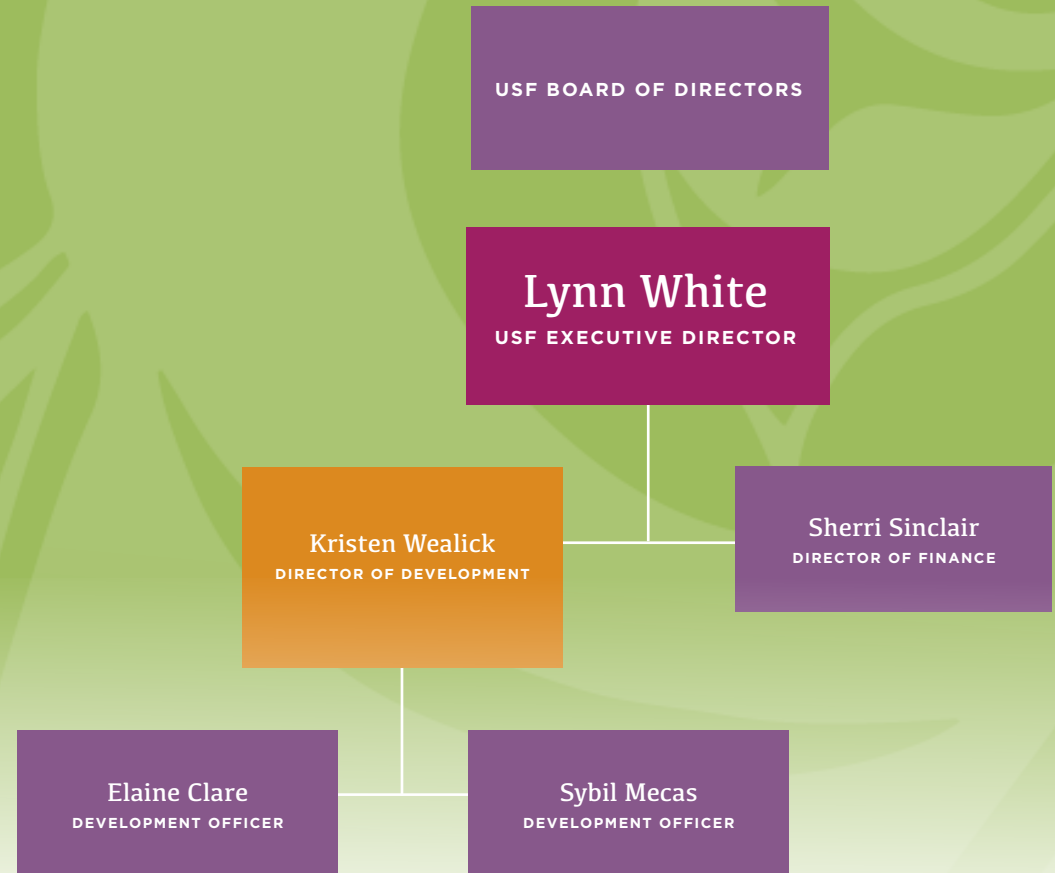 USF BOARD OF DIRECTORS
Lynn White
USF EXECUTIVE DIRECTOR
Kristen Wealick
DIRECTOR OF DEVELOPMENT
Sherri Sinclair
DIRECTOR OF FINANCE
Elaine Clare
DEVELOPMENT OFFICER
Sybil Mecas
DEVELOPMENT OFFICER